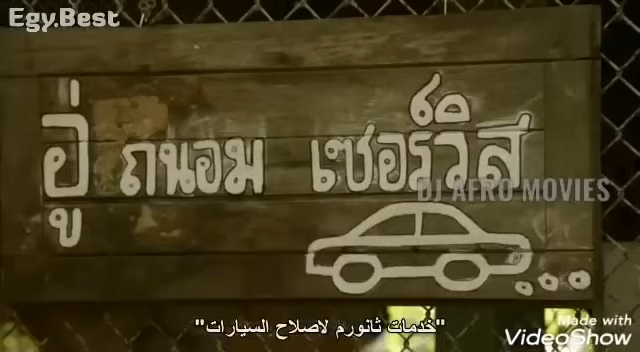 Egy.Best
อู่ ถนอม เซอร์วิส
DJ AFRO MOVIES
"خدمات ثانورم لاصلاح السيارات"
Made with
VideoShow